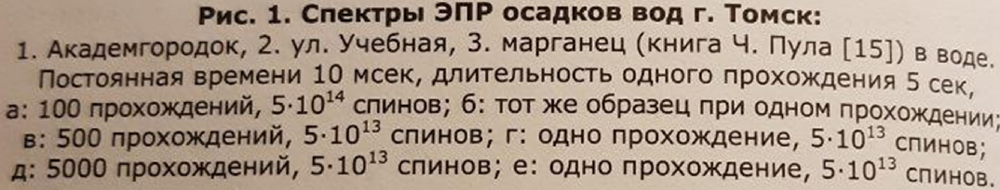 Рис. 1. Спектры ЭПР осадков вод г. Томск:
1. Академгородок, 2. ул. Учебная, 3. марганец (книга Ч. Пула [15]) в воде.
Постоянная времени 10 мсек, длительность одного прохождения 5 сек,
а: 100 прохождений, 5·10¹⁴ спинов; б: тот же образец при одном прохождении;
в: 500 прохождений, 5·10¹³ спинов; г: одно прохождение, 5·10¹³ спинов;
д: 5000 прохождений, 5·10¹³ спинов; е: одно прохождение, 5·10¹³ спинов.